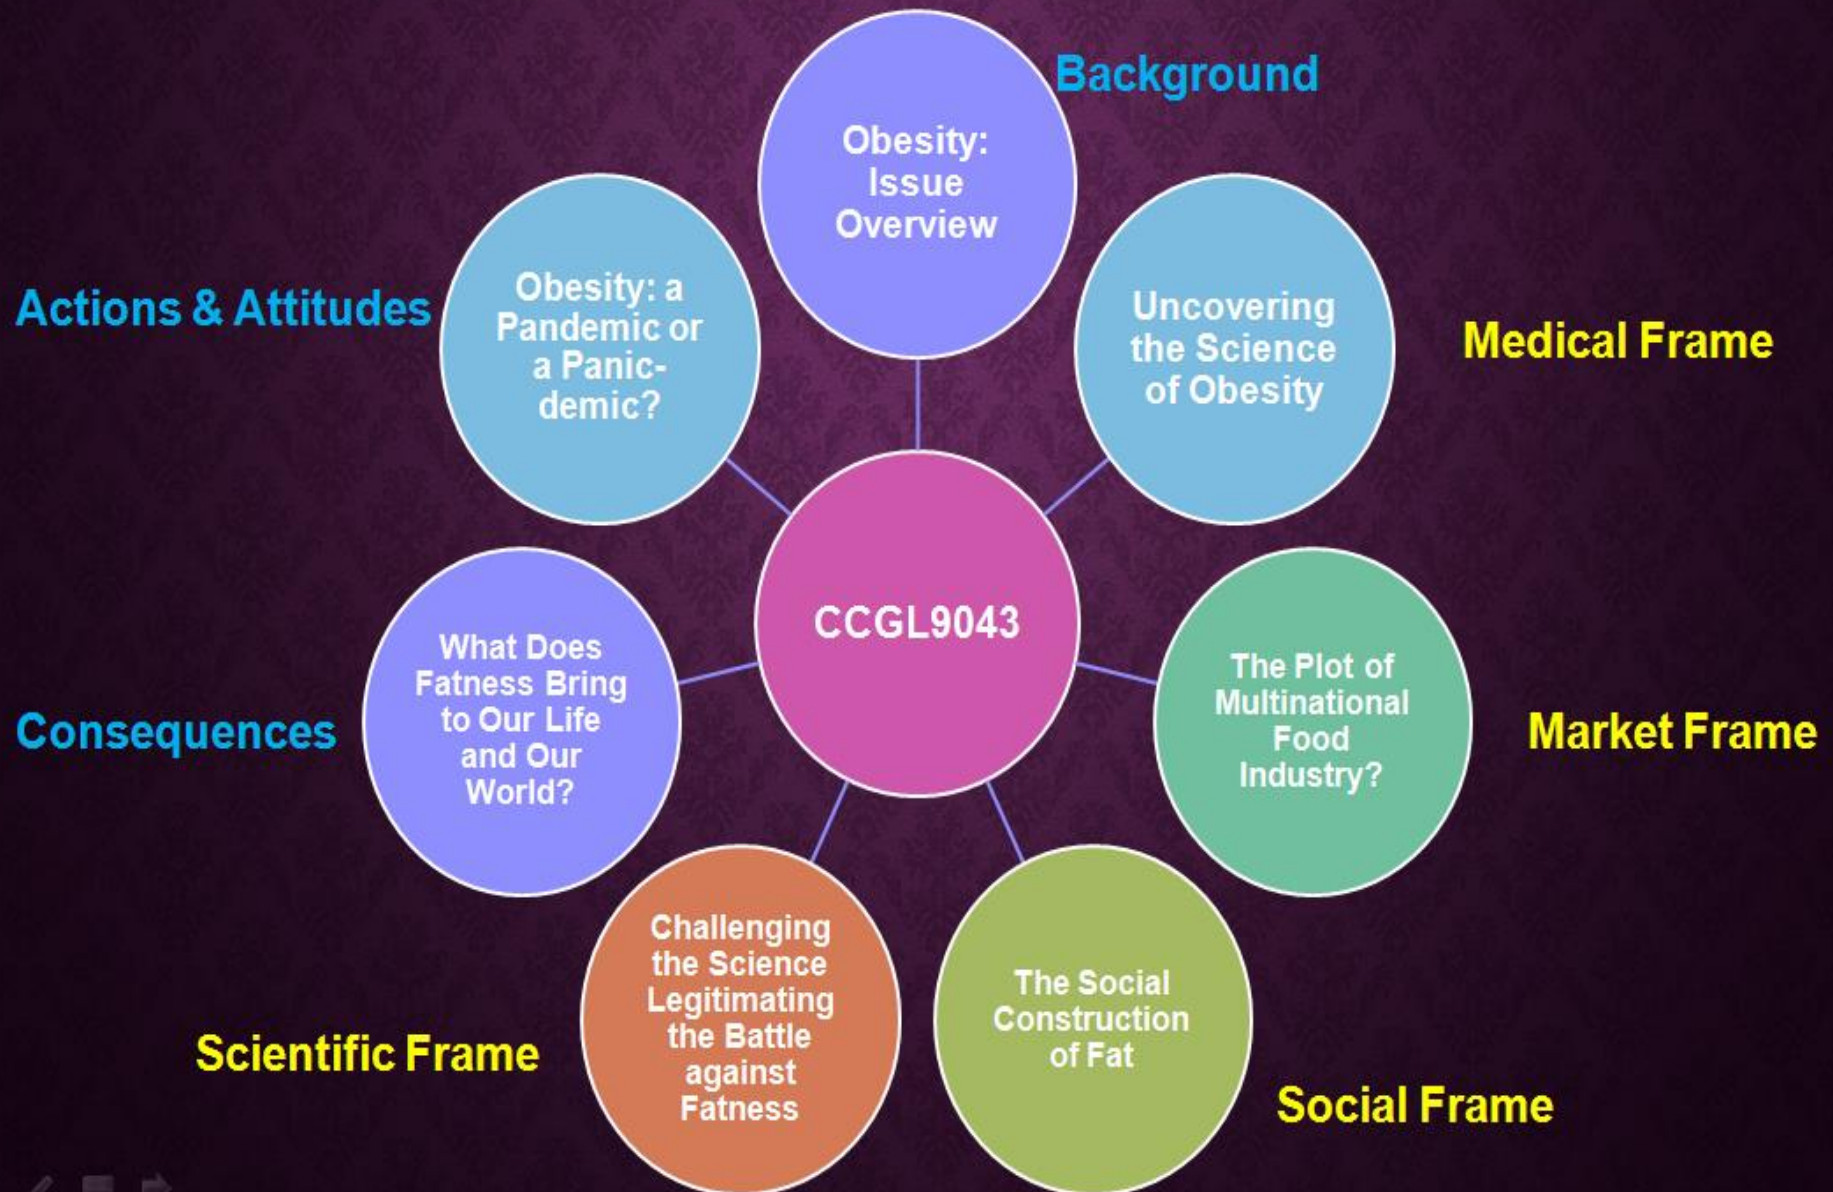 Background
Obesity:
Issue
Overview
Uncovering
the Science
of Obesity
Medical Frame
The Plot of
Multinational
Food
Industry?
Market Frame
The Social
Construction
of Fat
Social Frame
Challenging
the Science
Legitimating
the Battle
against
Fatness
Scientific Frame
What Does
Fatness Bring
to Our Life
and Our
World?
Consequences
Obesity: a
Pandemic or
a Panic-
demic?
Actions & Attitudes
CCGL9043